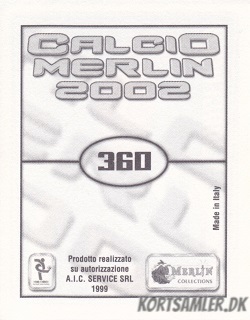 CALCIO
MERLIN
2002
360
Made in Italy
Prodotto realizzato
su autorizzazione
A.I.C. SERVICE SRL
1999
MERLIN
COLLECTIONS
KORTSAMLER.DK